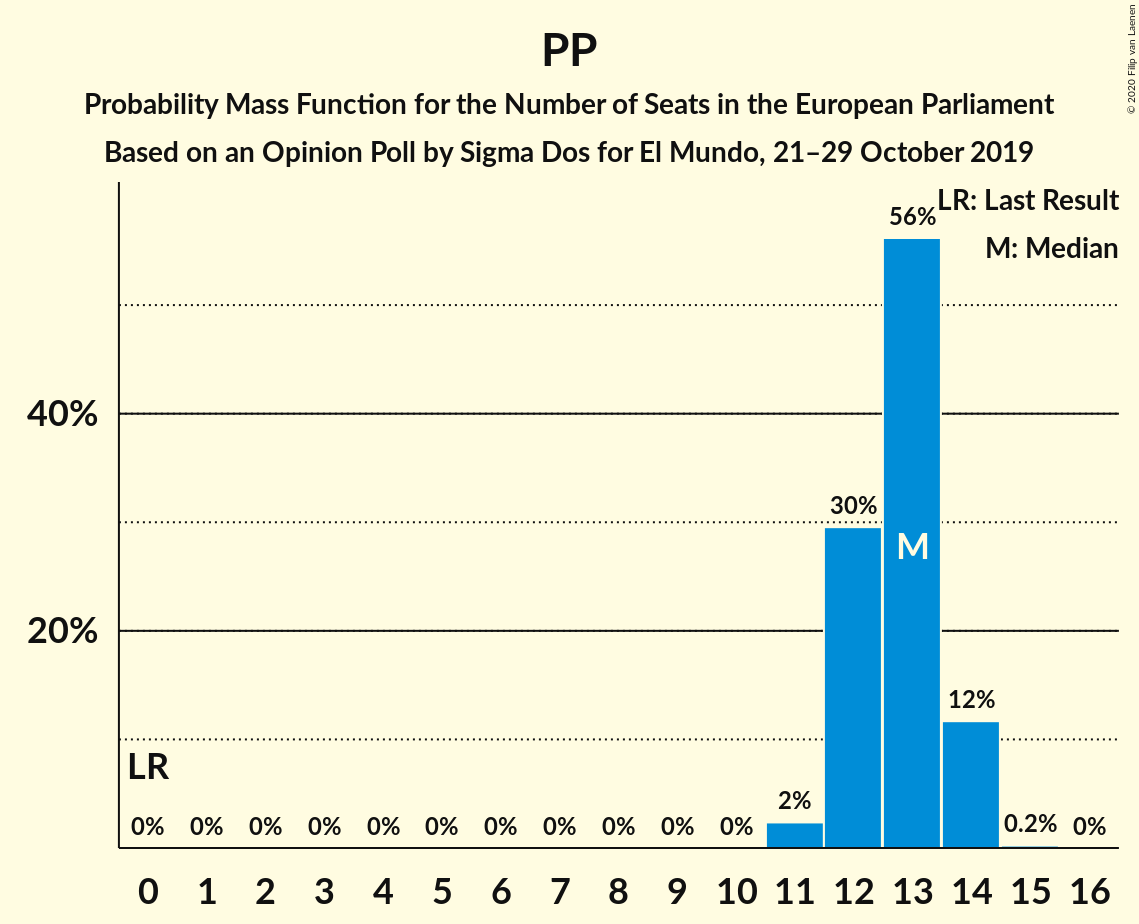 PP
Probability Mass Function for the Number of Seats in the European Parliament
Based on an Opinion Poll by Sigma Dos for El Mundo, 21–29 October 2019
© 2020 Filip van Laenen
LR: Last Result
M: Median
56%
40%
30%
M
20%
12%
LR
0% 0% 0% 0% 0% 0% 0% 0% 0% 0% 0% 2% 0.2% 0%
0 1 2 3 4 5 6 7 8 9 10 11 12 13 14 15 16